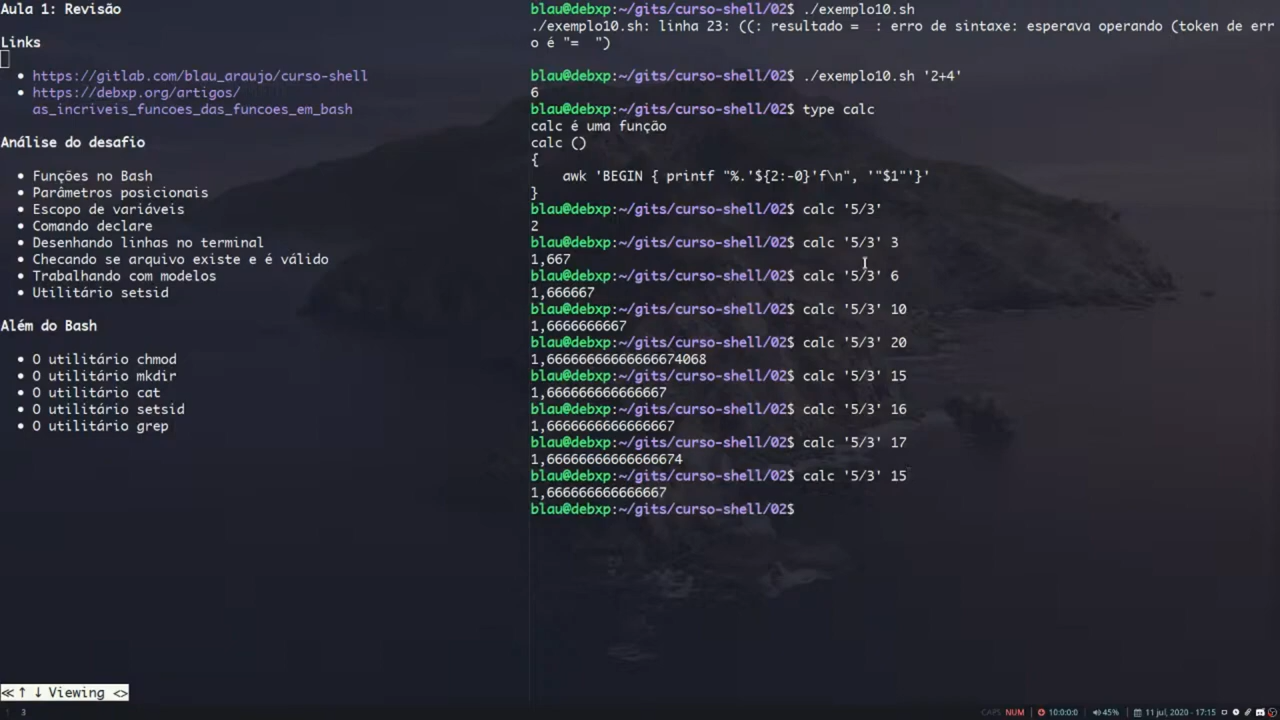 Aula 1: Revisão
Links
• https://gitlab.com/blau_araujo/curso-shell
• https://debxp.org/artigos/
as_incriveis_funcoes_das_funcoes_em_bash
Análise do desafio
• Funções no Bash
• Parâmetros posicionais
• Escopo de variáveis
• Comando declare
• Desenhando linhas no terminal
• Checando se arquivo existe e é válido
• Trabalhando com modelos
• Utilitário setsid
Além do Bash
• O utilitário chmod
• O utilitário mkdir
• O utilitário cat
• O utilitário setsid
• O utilitário grep
≪↑↓Viewing <>
blau@debxp:~/gits/curso-shell/02$ ./exemplo10.sh
./exemplo10.sh: linha 23: ((: resultado =  : erro de sintaxe: esperava operando (token de err
o é "=  ")
blau@debxp:~/gits/curso-shell/02$ ./exemplo10.sh '2+4'
6
blau@debxp:~/gits/curso-shell/02$ type calc
calc é uma função
calc ()
{
    awk 'BEGIN { printf "%.'${2:-0}'f\n", '"$1"'}'
}
blau@debxp:~/gits/curso-shell/02$ calc '5/3'
2
blau@debxp:~/gits/curso-shell/02$ calc '5/3' 3
1,667
blau@debxp:~/gits/curso-shell/02$ calc '5/3' 6
1,666667
blau@debxp:~/gits/curso-shell/02$ calc '5/3' 10
1,6666666667
blau@debxp:~/gits/curso-shell/02$ calc '5/3' 20
1,66666666666666674068
blau@debxp:~/gits/curso-shell/02$ calc '5/3' 15
1,666666666666667
blau@debxp:~/gits/curso-shell/02$ calc '5/3' 16
1,6666666666666667
blau@debxp:~/gits/curso-shell/02$ calc '5/3' 17
1,66666666666666674
blau@debxp:~/gits/curso-shell/02$ calc '5/3' 15
1,666666666666667
blau@debxp:~/gits/curso-shell/02$
1 3
CAPS NUM 10:0:0:0 45% 11 jul, 2020 - 17:15